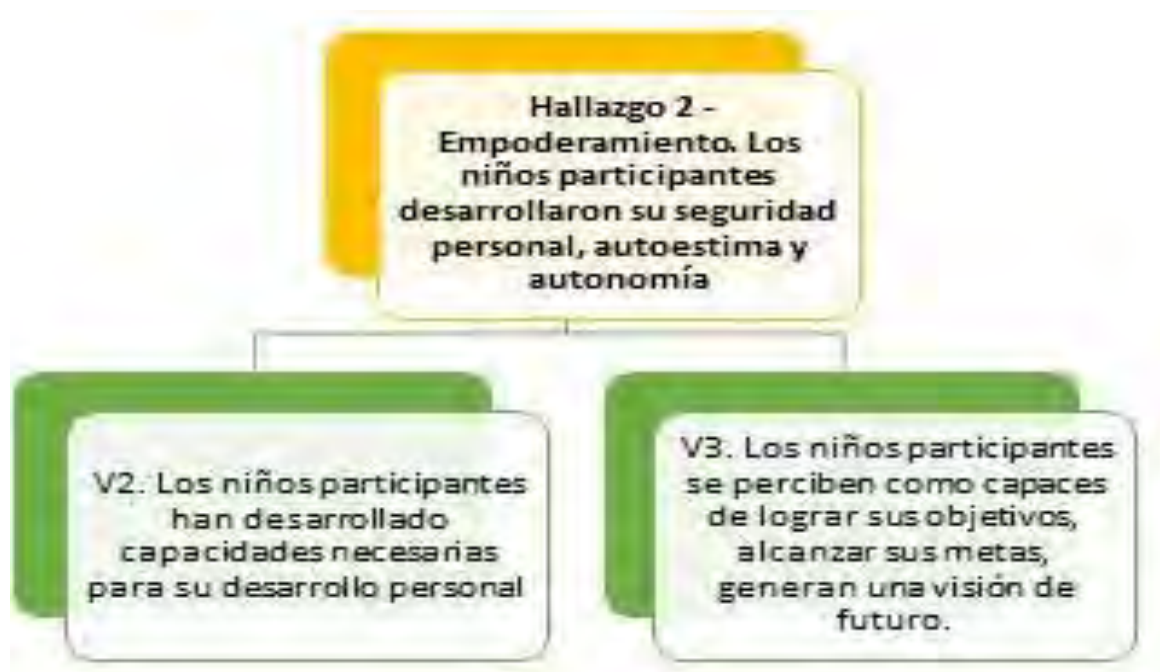 Hallazgo 2 -
Empoderamiento. Los
niños participantes
desarrollaron su seguridad
personal, autoestima y
autonomía
V2. Los niños participantes
han desarrollado
capacidades necesarias
para su desarrollo personal
V3. Los niños participantes
se perciben como capaces
de lograr sus objetivos,
alcanzar sus metas,
generan una visión de
futuro.